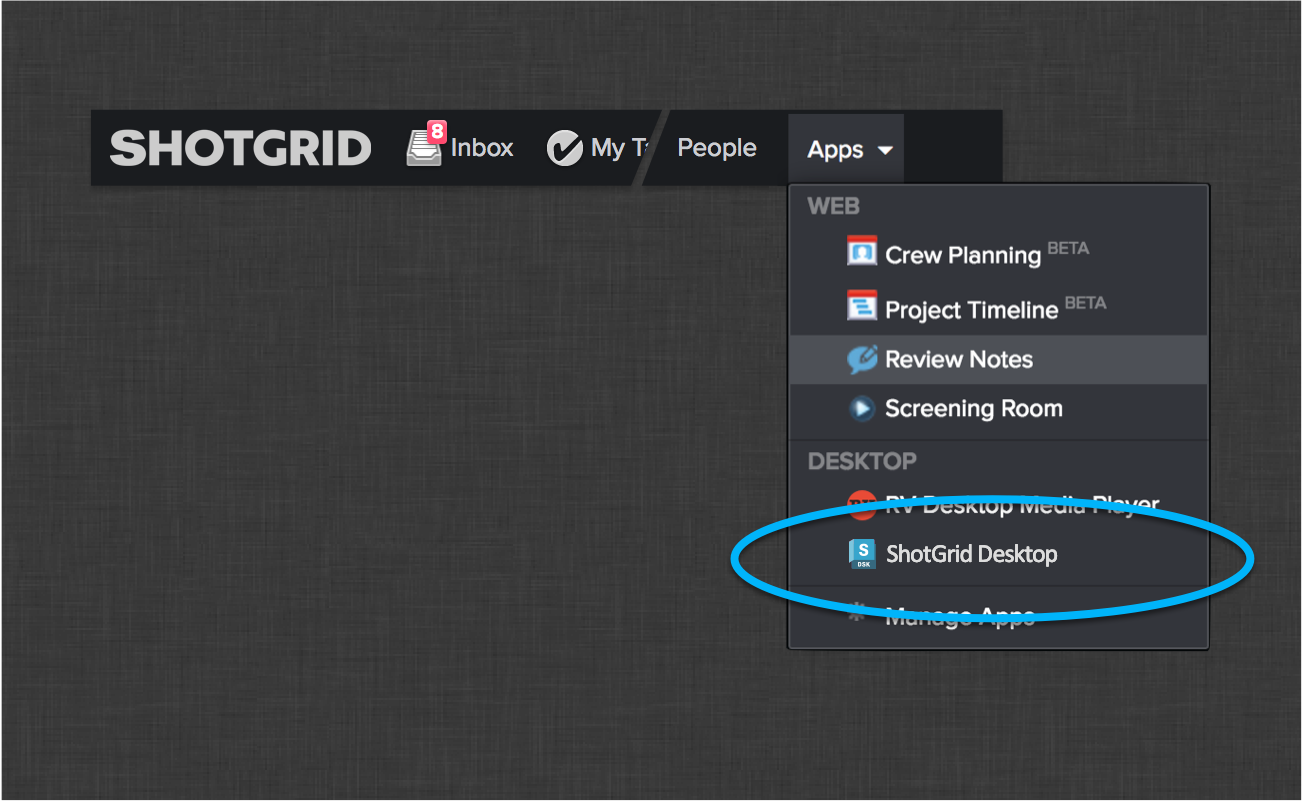 SHOTGRID 8 Inbox My T People Apps
WEB
Crew Planning BETA
Project Timeline BETA
Review Notes
Screening Room
DESKTOP
RV Desktop Media Player
S
DSK
ShotGrid Desktop
Manage Apps